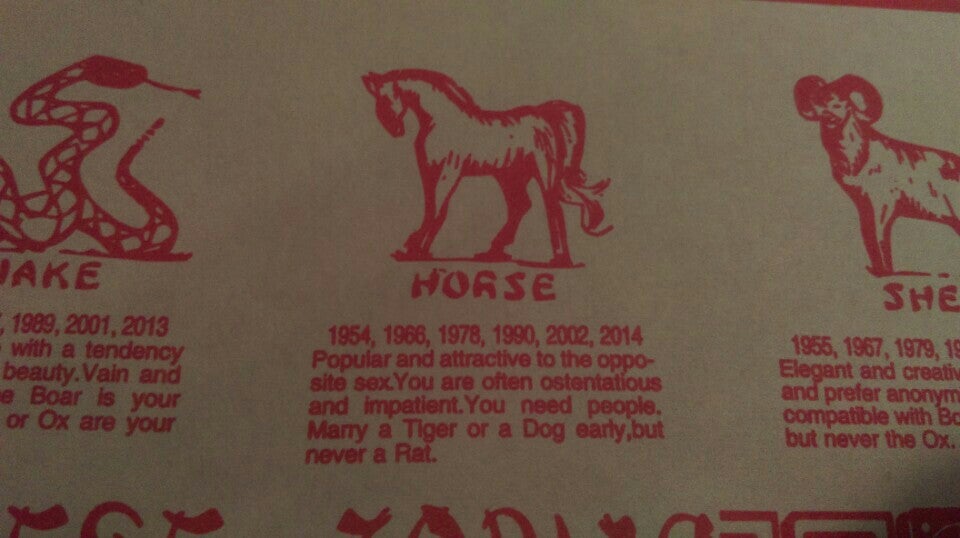 HORSE
1954, 1966, 1978, 1990, 2002, 2014
Popular and attractive to the oppo-
site sex.You are often ostentatious
and impatient.You need people.
Marry a Tiger or a Dog early,but
never a Rat.
AKE
1989, 2001, 2013
with a tendency
beauty.Vain and
Boar is your
or Ox are your
SHE
1955, 1967, 1979,
Elegant and
and prefer
compatible with
but never the Ox.